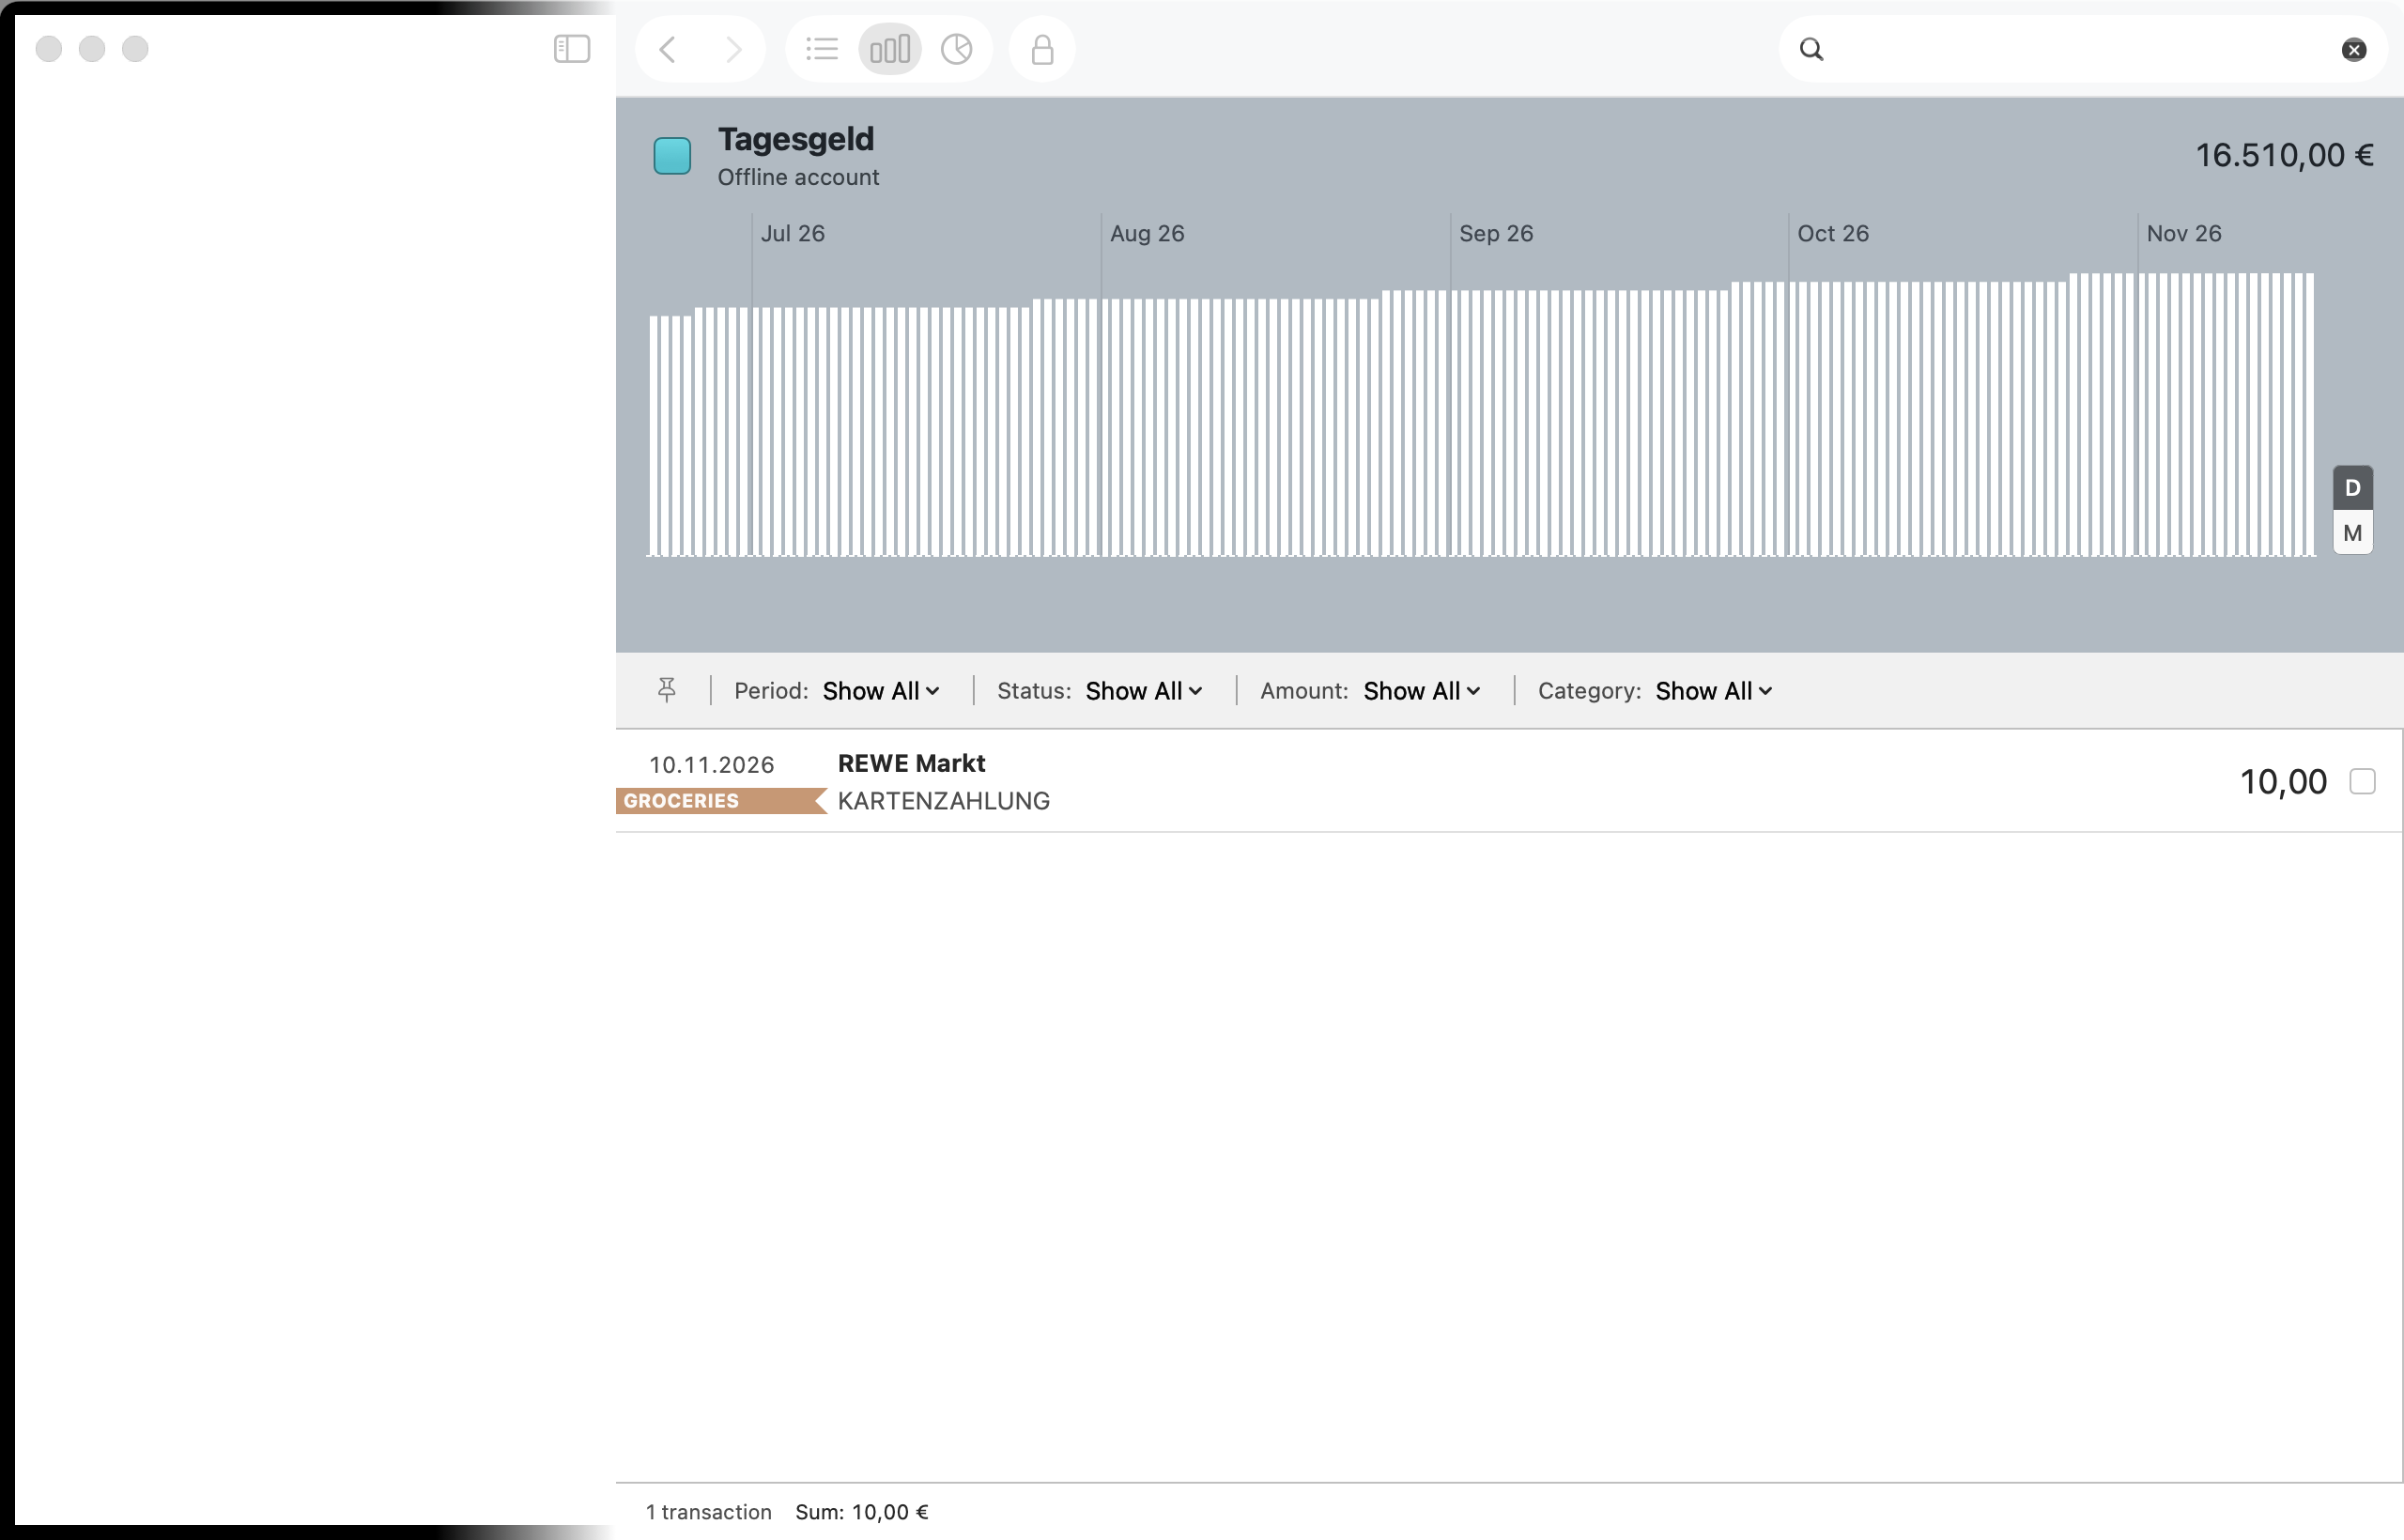 Tagesgeld
Offline account
16.510,00 €
Jul 26
Aug 26
Sep 26
Oct 26
Nov 26
D
M
Period: Show All
Status: Show All
Amount: Show All
Category: Show All
10.11.2026
REWE Markt
GROCERIES
KARTENZAHLUNG
10,00
1 transaction
Sum: 10,00 €